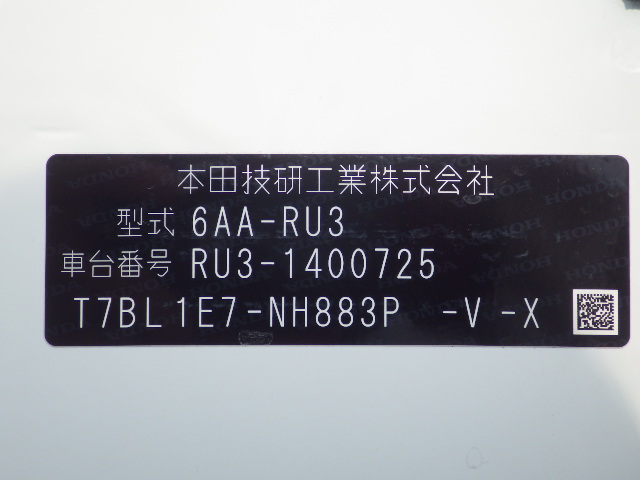 本田技研工業株式会社
型式 6AA-RU3
車台番号 RU3-1400725
T7BL1E7-NH883P -V-X